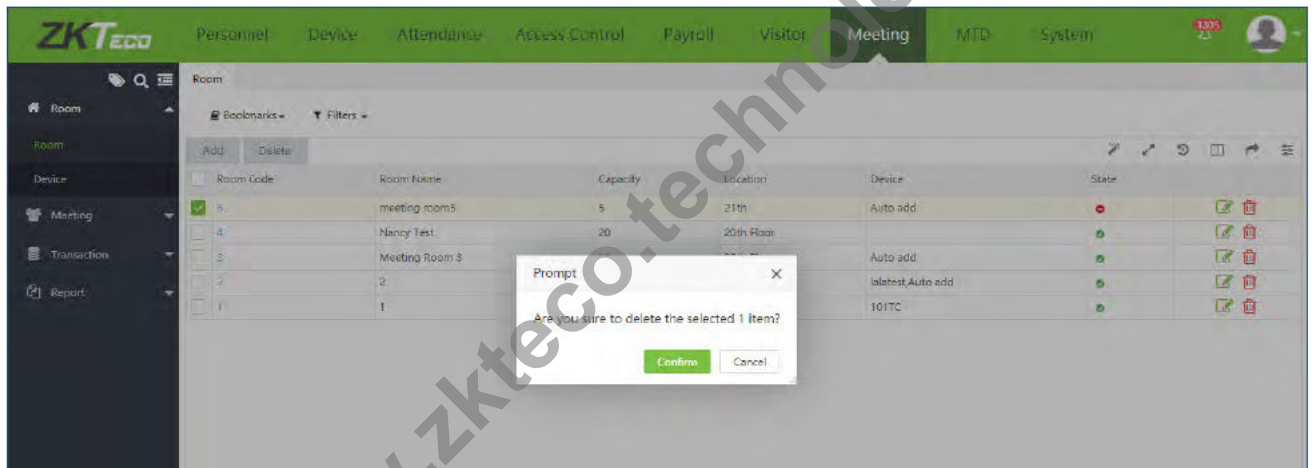 ZKTeco Personnel Device Attendance Access Control Payroll Visitor Meeting MTD System 1305
Room
Room
Bookmarks Filters
Room
Add Delete
Device
Room Code Room Name Capacity Location Device State
Meeting
meeting room5 5 21th Auto add
4 Nancy Test 20 20th Floor
Transaction
3 Meeting Room 3 Auto add
2 2 lalatest,Auto add
Report
1 1 101TC
Prompt
Are you sure to delete the selected 1 item?
Confirm Cancel
.zkteco.technolo